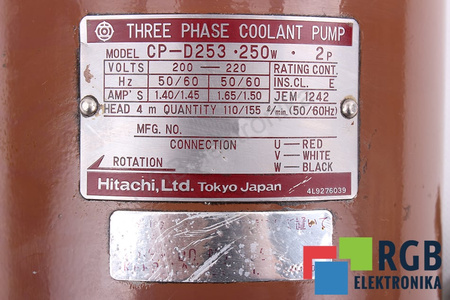 THREE PHASE COOLANT PUMP
MODEL CP-D253・250W・2P
VOLTS 200 — 220 RATING CONT.
Hz 50/60 50/60 INS.CL. E
AMP'S 1.40/1.45 1.65/1.50 JEM 1242
HEAD 4 m QUANTITY 110/155 ℓ/min.(50/60Hz)
MFG. NO.
CONNECTION U—RED
V—WHITE
ROTATION W—BLACK
Hitachi, Ltd. Tokyo Japan 4L9276039
RGB
ELEKTRONIKA